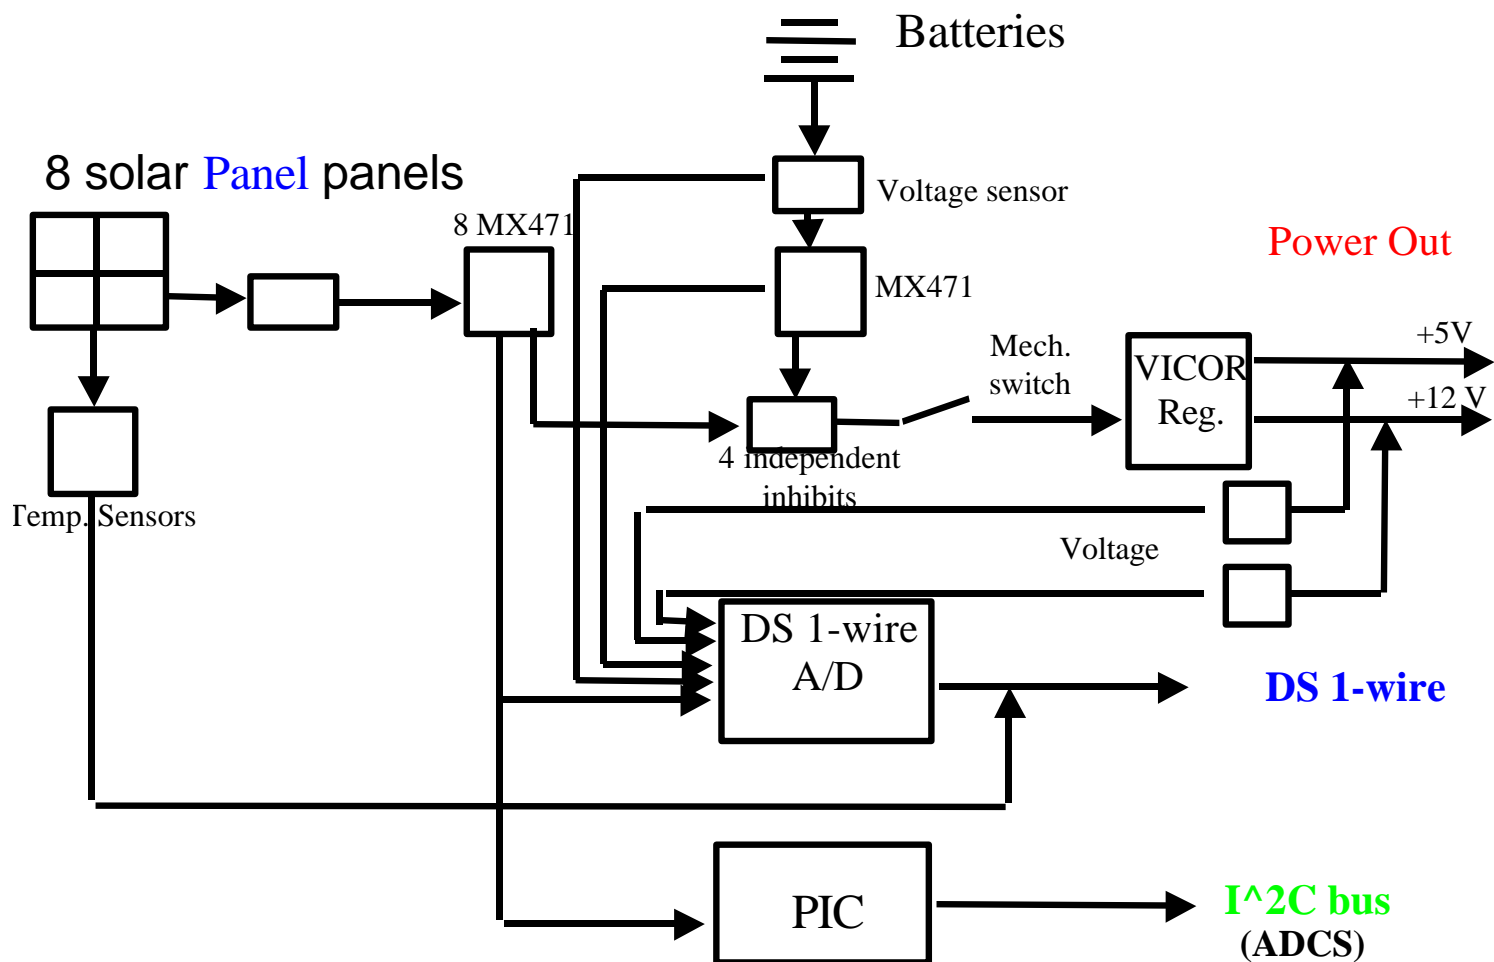 Batteries
8 solar Panel panels
Voltage sensor
8 MX471
Power Out
MX471
Mech.
switch
+5V
VICOR
Reg.
+12 V
4 independent
inhibits
Temp. Sensors
Voltage
DS 1-wire
A/D
DS 1-wire
PIC
I^2C bus
(ADCS)